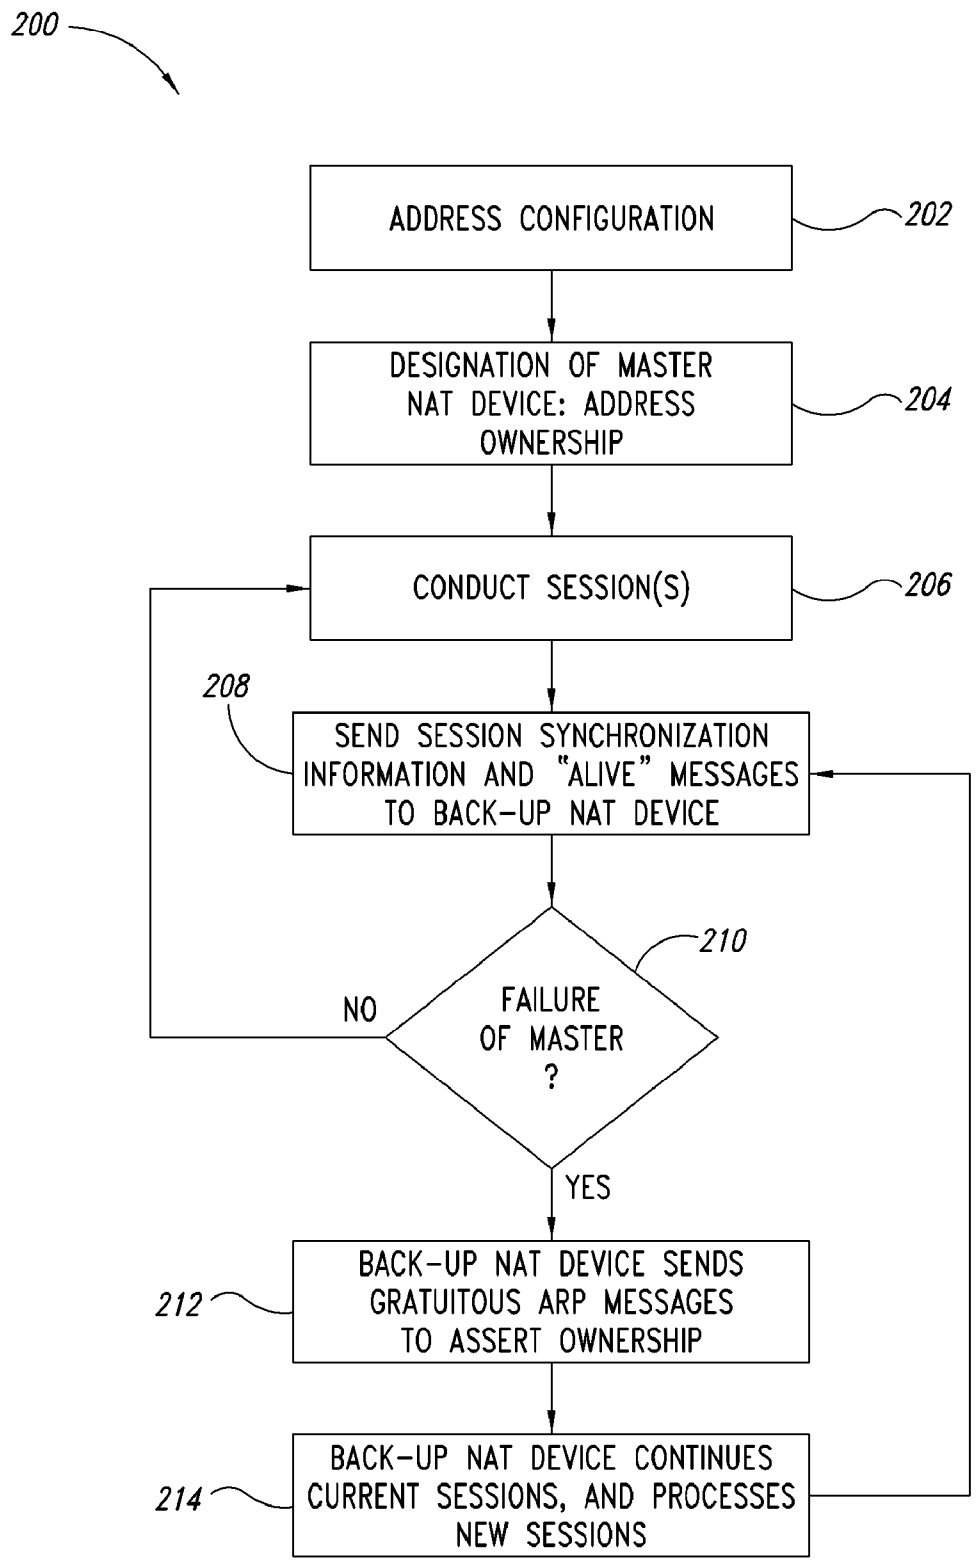 200
ADDRESS CONFIGURATION
202
DESIGNATION OF MASTER
NAT DEVICE: ADDRESS
OWNERSHIP
204
CONDUCT SESSION(S)
206
208
SEND SESSION SYNCHRONIZATION
INFORMATION AND "ALIVE" MESSAGES
TO BACK-UP NAT DEVICE
210
FAILURE
OF MASTER
?
NO
YES
BACK-UP NAT DEVICE SENDS
GRATUITOUS ARP MESSAGES
TO ASSERT OWNERSHIP
212
BACK-UP NAT DEVICE CONTINUES
CURRENT SESSIONS, AND PROCESSES
NEW SESSIONS
214